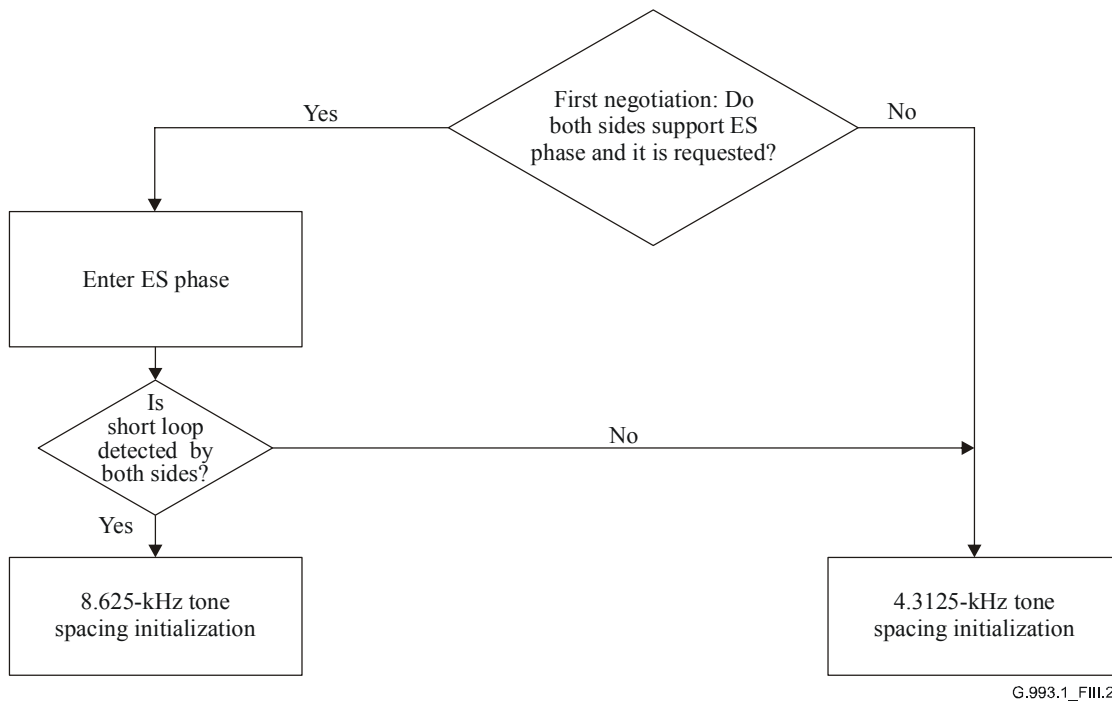 First negotiation: Do
both sides support ES
phase and it is requested?
Yes
No
Enter ES phase
Is
short loop
detected by
both sides?
No
Yes
8.625-kHz tone
spacing initialization
4.3125-kHz tone
spacing initialization
G.993.1_FIII.2